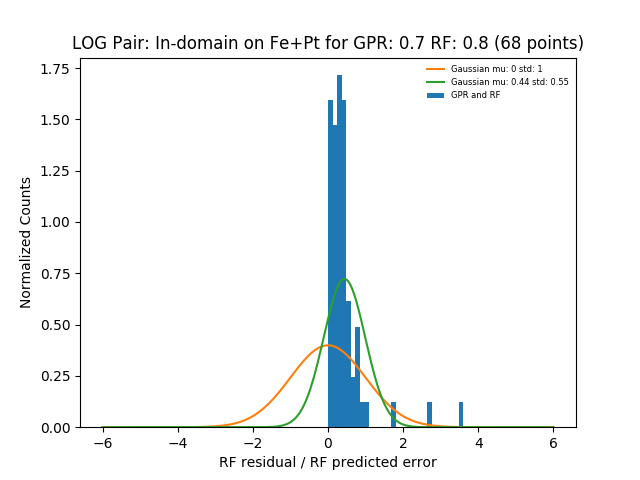 LOG Pair: In-domain on Fe+Pt for GPR: 0.7 RF: 0.8 (68 points)
Gaussian mu: 0 std: 1
Gaussian mu: 0.44 std: 0.55
GPR and RF
Normalized Counts
1.75
1.50
1.25
1.00
0.75
0.50
0.25
0.00
−6 −4 −2 0 2 4 6
RF residual / RF predicted error